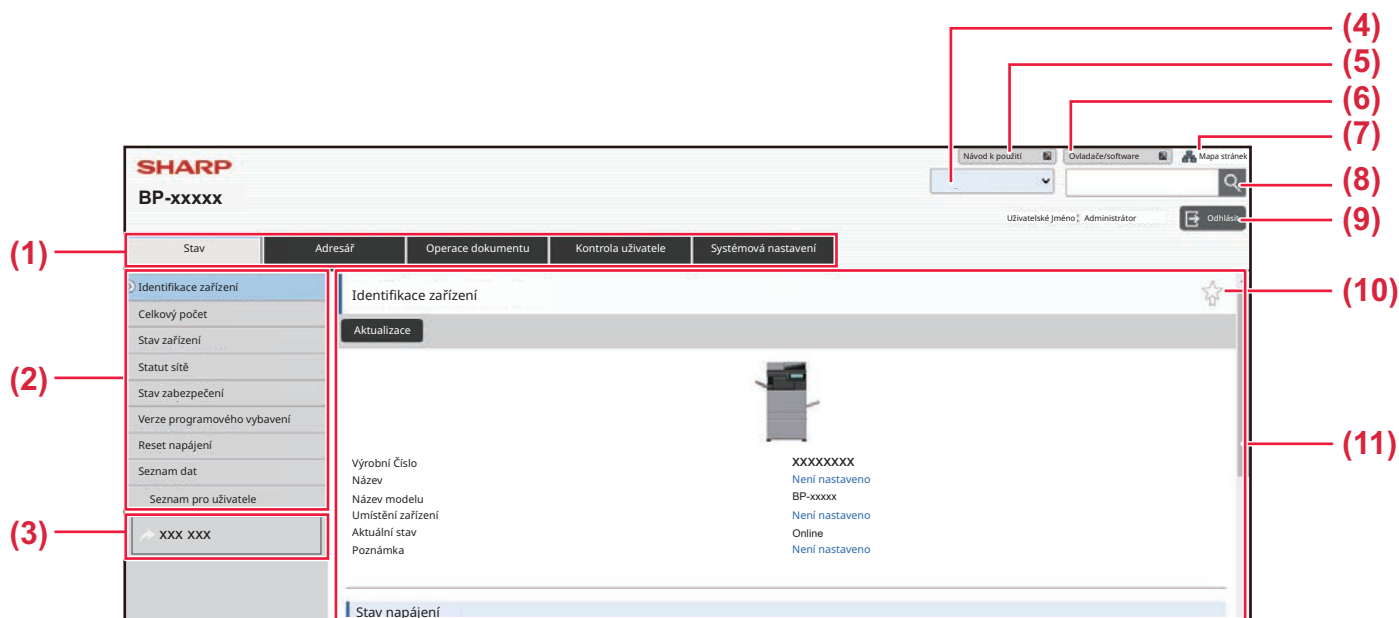 (4)
(5)
(6)
(7)
SHARP
Návod k použití
Ovladače/software
Mapa stránek
BP-xxxxx
(8)
Uživatelské Jméno: Administrátor
Odhlásit
(9)
(1)
Stav
Adresář
Operace dokumentu
Kontrola uživatele
Systémová nastavení
(2)
Identifikace zařízení
Celkový počet
Stav zařízení
Statut sítě
Stav zabezpečení
Verze programového vybavení
Reset napájení
Seznam dat
Seznam pro uživatele
(3)
XXX XXX
Identifikace zařízení
(10)
Aktualizace
(11)
Výrobní Číslo XXXXXXXX
Název Není nastaveno
Název modelu BP-xxxxx
Umístění zařízení Není nastaveno
Aktuální stav Online
Poznámka Není nastaveno
Stav napájení